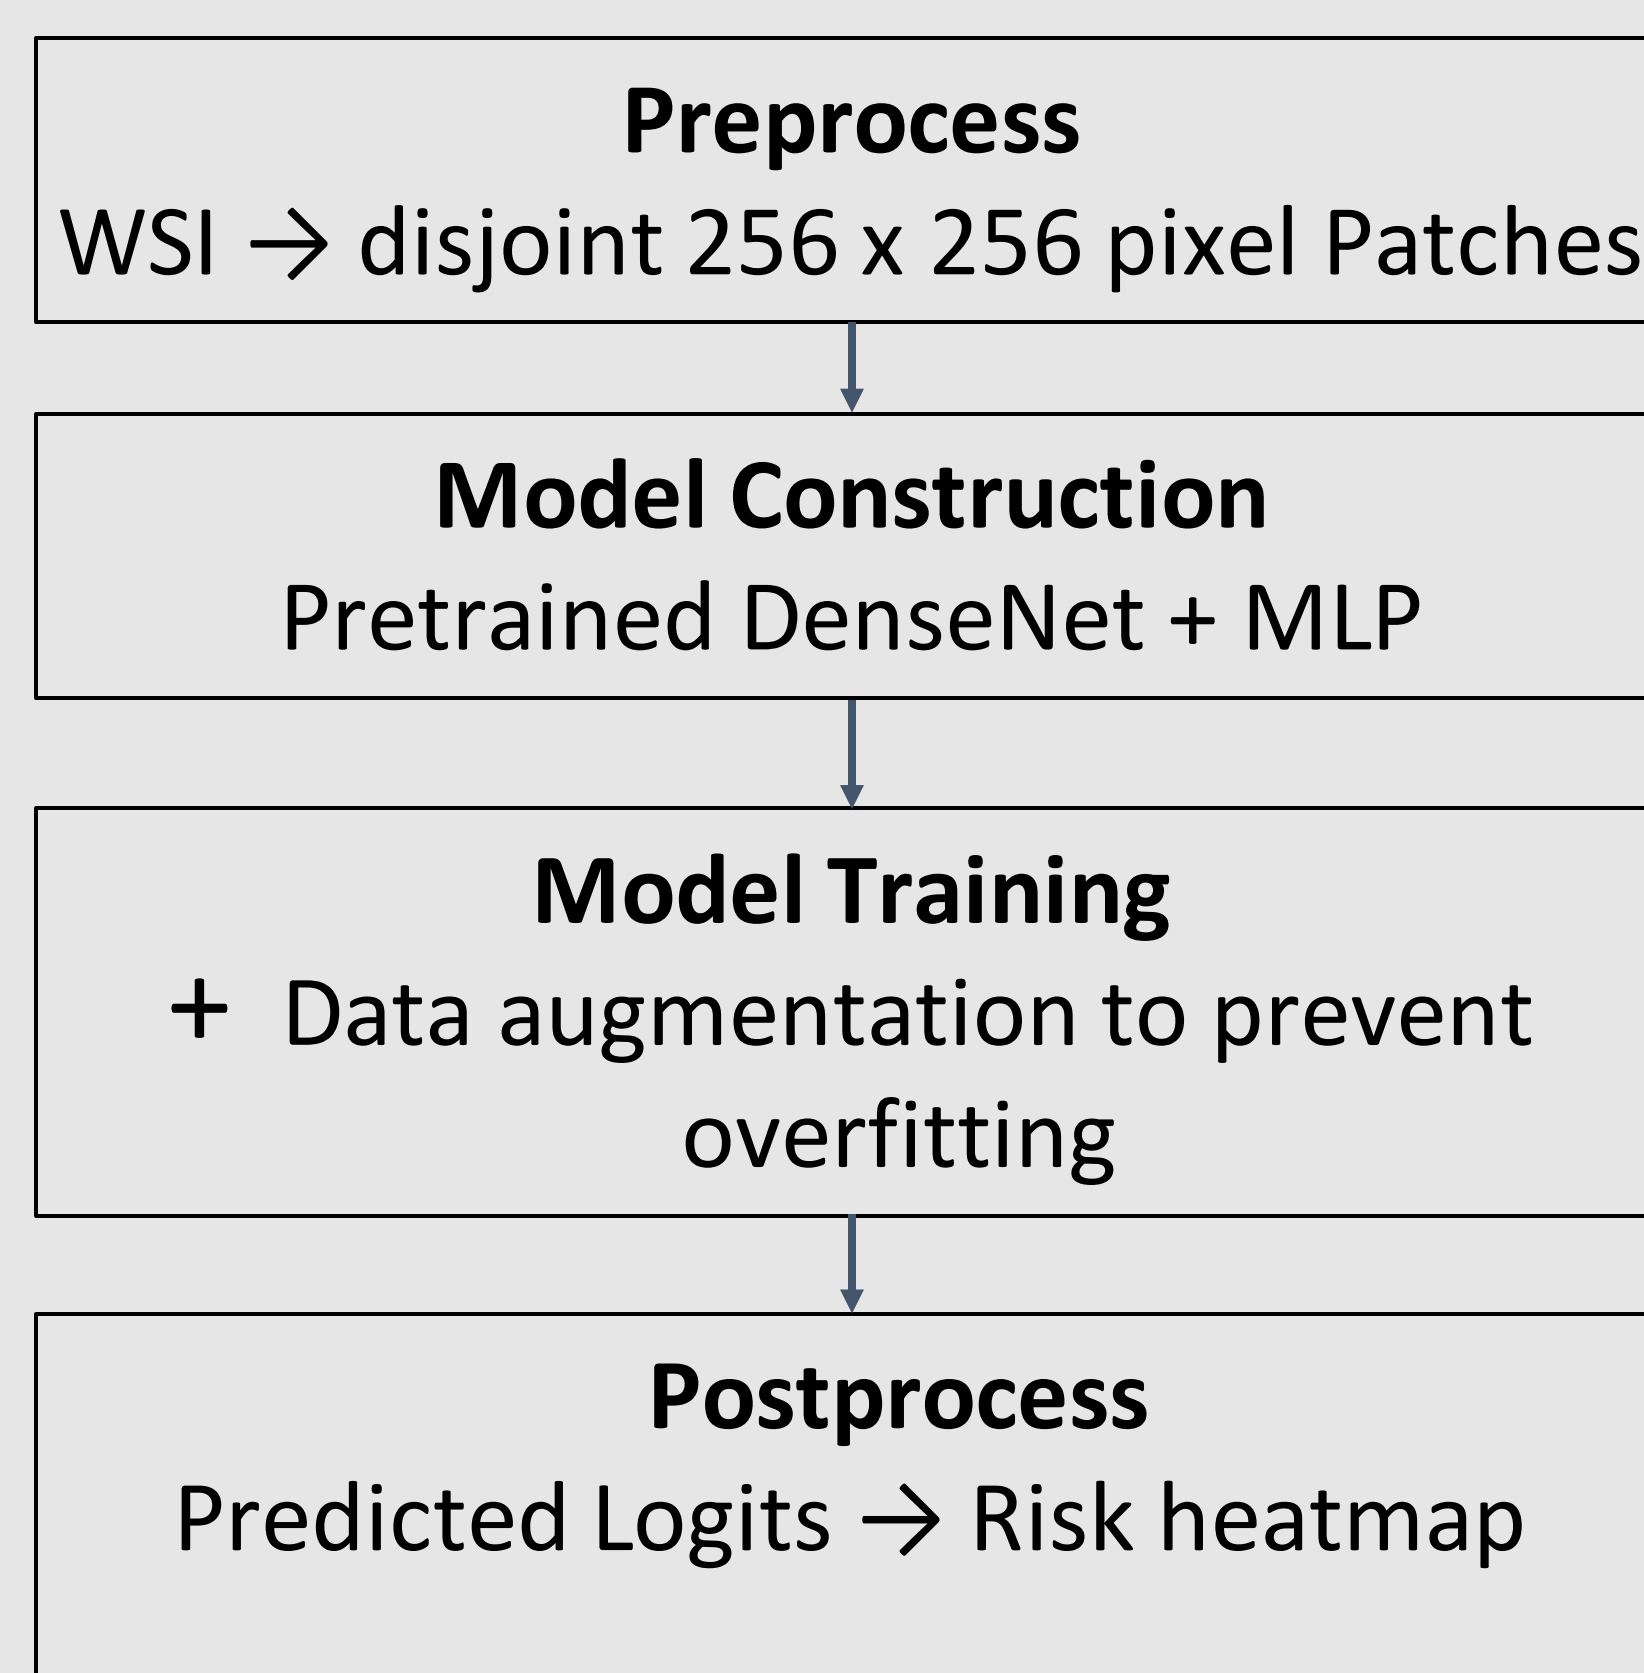 Preprocess
WSI → disjoint 256 x 256 pixel Patches
Model Construction
Pretrained DenseNet + MLP
Model Training
+ Data augmentation to prevent
overfitting
Postprocess
Predicted Logits → Risk heatmap